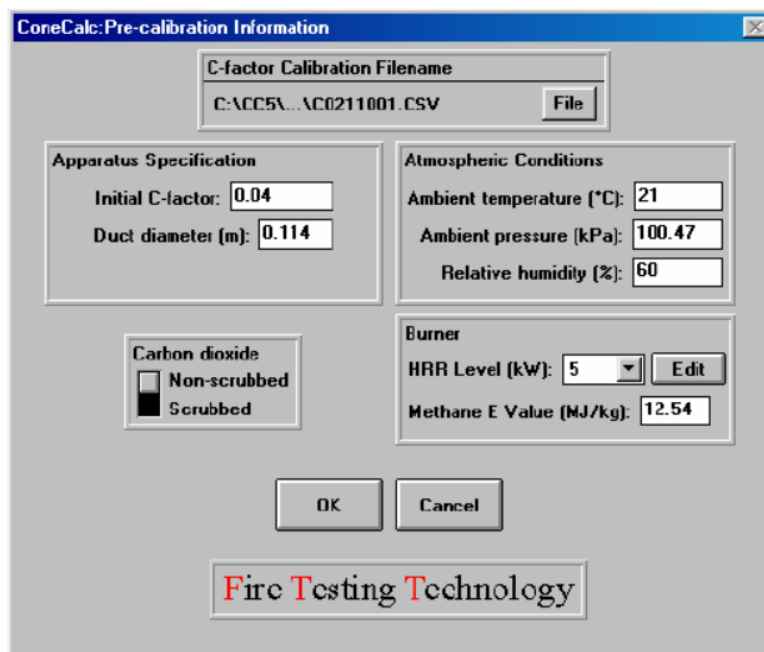 ConeCalc:Pre-calibration Information
C-factor Calibration Filename
C:\CC5\...\C0211001.CSV File
Apparatus Specification
Initial C-factor: 0.04
Duct diameter (m): 0.114
Atmospheric Conditions
Ambient temperature (°C): 21
Ambient pressure (kPa): 100.47
Relative humidity (%): 60
Carbon dioxide
Non-scrubbed
Scrubbed
Burner
HRR Level (kW): 5 Edit
Methane E Value (MJ/kg): 12.54
OK Cancel
Fire Testing Technology